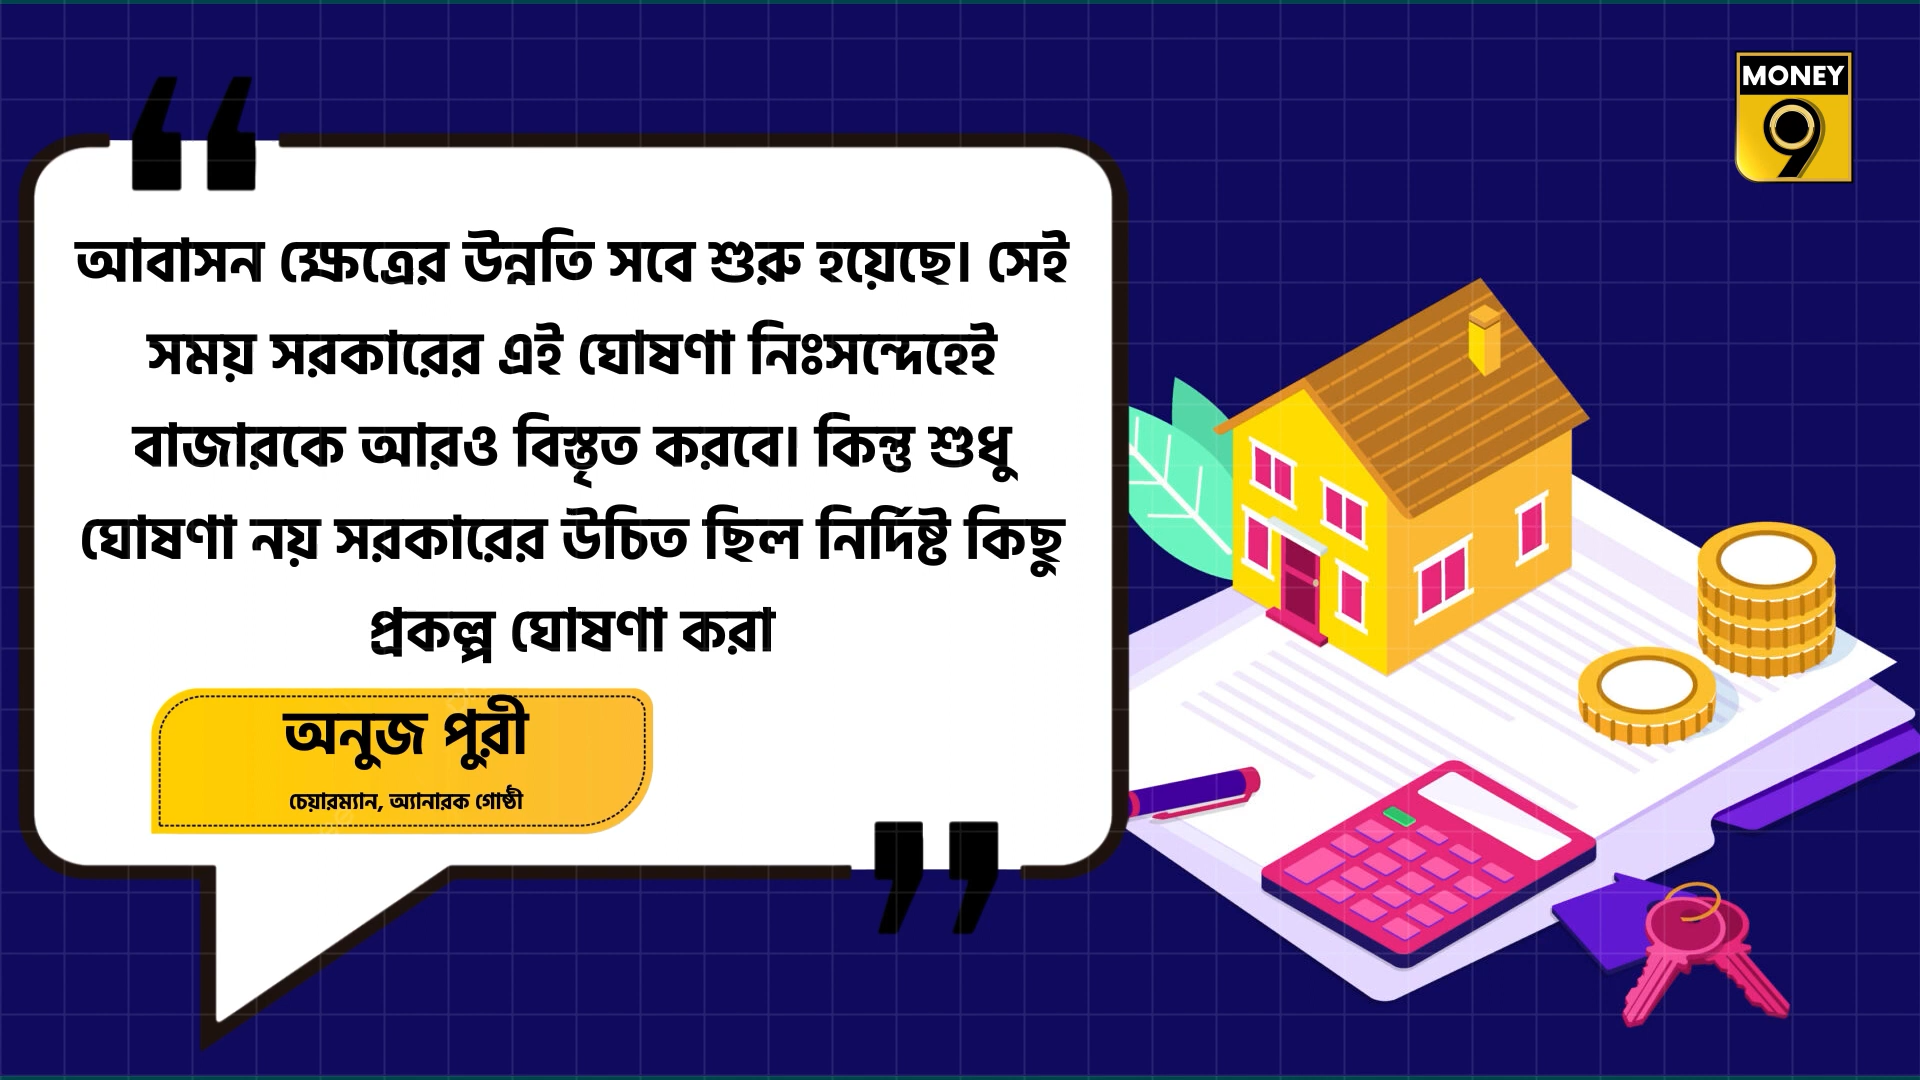 MONEY
9
আবাসন ক্ষেত্রের উন্নতি সবে শুরু হয়েছে। সেই
সময় সরকারের এই ঘোষণা নিঃসন্দেহেই
বাজারকে আরও বিস্তৃত করবে। কিন্তু শুধু
ঘোষণা নয় সরকারের উচিত ছিল নির্দিষ্ট কিছু
প্রকল্প ঘোষণা করা
অনুজ পুরী
চেয়ারম্যান, অ্যানারক গোষ্ঠী